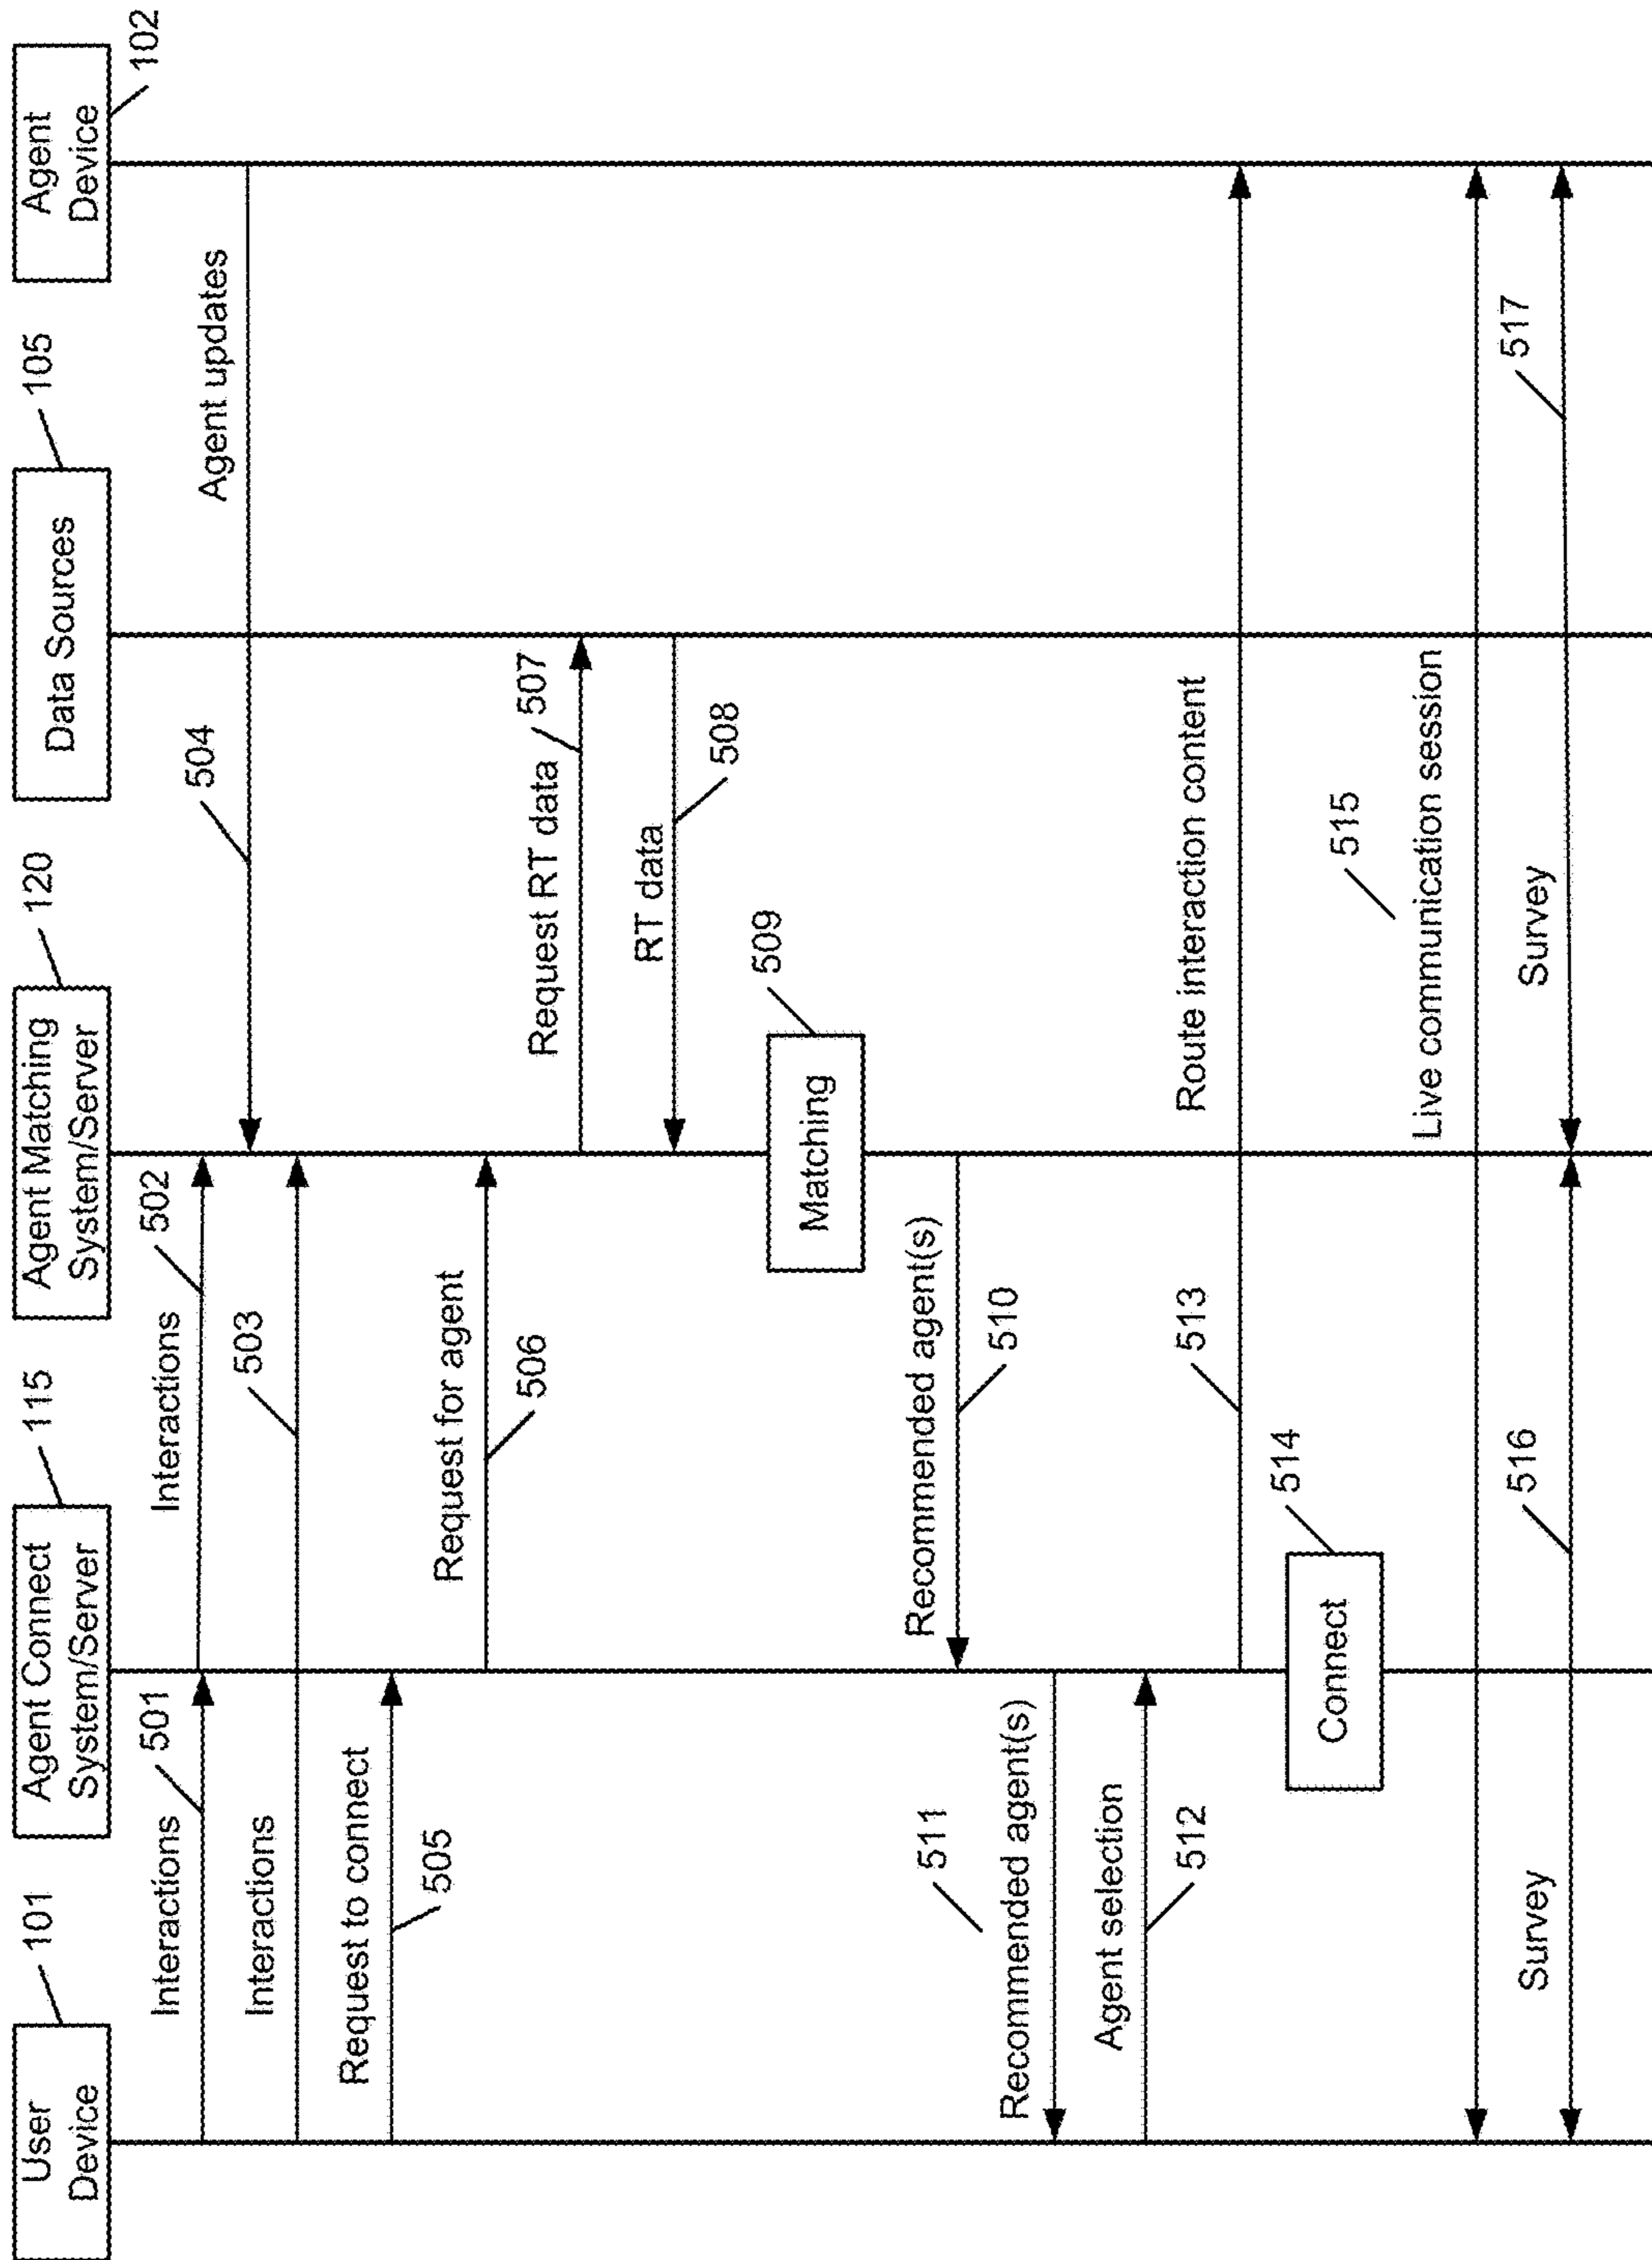 User
Device
101
Agent Connect
System/Server
115
Agent Matching
System/Server
120
Data Sources
105
Agent
Device
102
Interactions
501
Interactions
502
Agent updates
504
Interactions
503
Request to connect
505
Request for agent
506
Request RT data
507
RT data
508
Matching
509
Recommended agent(s)
510
Recommended agent(s)
511
Agent selection
512
Route interaction content
513
Connect
514
Live communication session
515
Survey
516
Survey
517